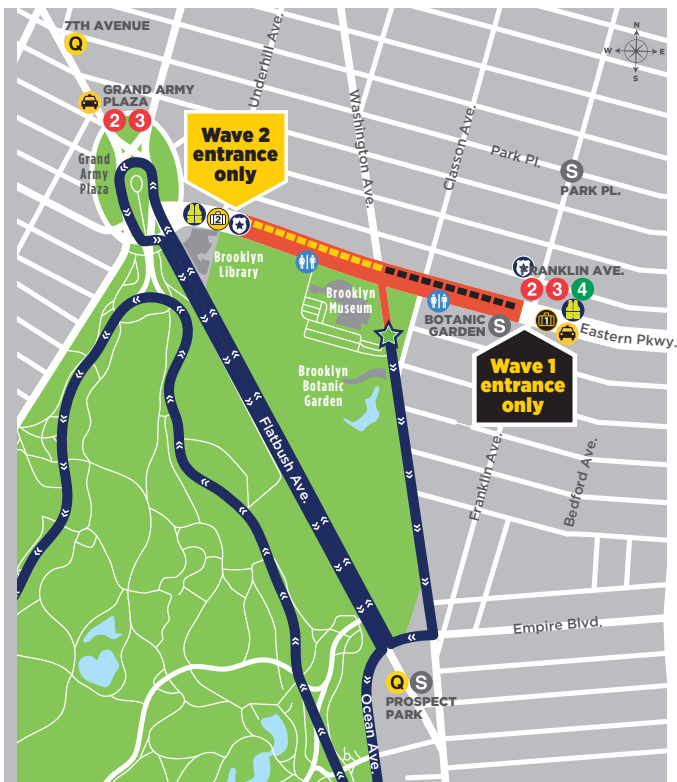 7TH AVENUE
Q
GRAND ARMY
PLAZA
2 3
Grand
Army
Plaza
Underhill Ave.
Wave 2
entrance
only
2
Washington Ave.
Classon Ave.
N
W E
S
Park Pl.
S
PARK PL.
Brooklyn
Library
Brooklyn
Museum
FRANKLIN AVE.
2 3 4
BOTANIC
GARDEN S
1
Eastern Pkwy.
Wave 1
entrance
only
Brooklyn
Botanic
Garden
Flatbush Ave.
Franklin Ave.
Bedford Ave.
Empire Blvd.
Q S
PROSPECT
PARK
Ocean Ave.